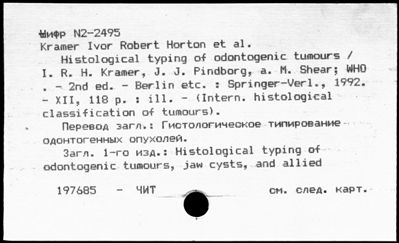 Шифр N2-2495
Kramer Ivor Robert Horton et al.
Histological typing of odontogenic tumours /
I. R. H. Kramer, J. J. Pindborg, a. M. Shear; WHO
. - 2nd ed. - Berlin etc. : Springer-Verl., 1992.
- XII, 118 p. : ill. - (Intern. histological
classification of tumours).
Перевод загл.: Гистологическое типирование
одонтогенных опухолей.
Загл. 1-го изд.: Histological typing of
odontogenic tumours, jaw cysts, and allied
197685 - ЧИТ см. след. карт.